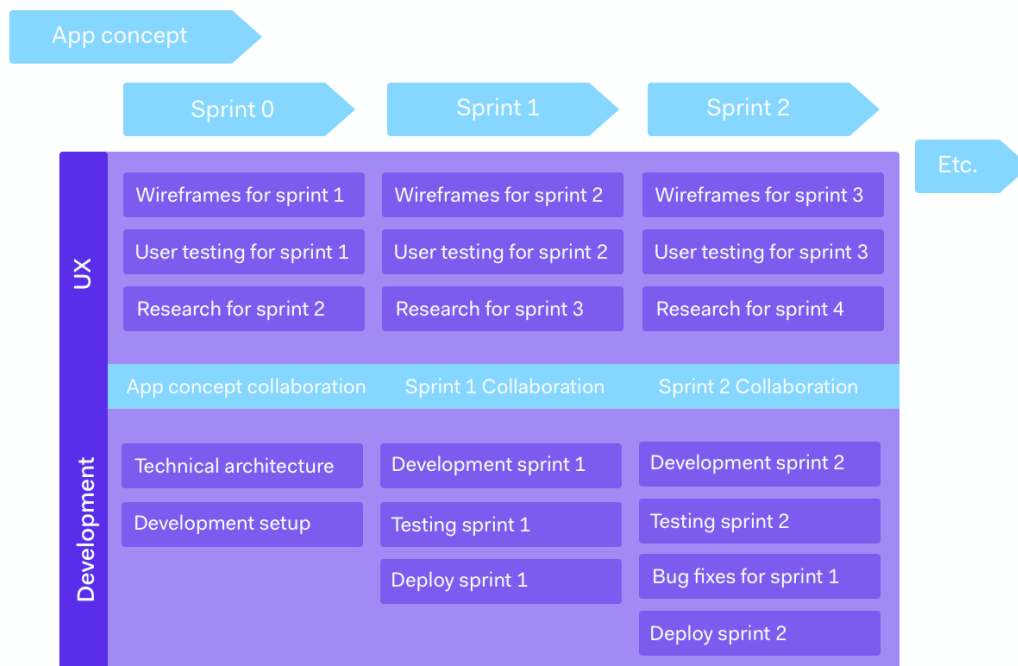 App concept
Sprint 0
Sprint 1
Sprint 2
Etc.
UX
Wireframes for sprint 1
Wireframes for sprint 2
Wireframes for sprint 3
User testing for sprint 1
User testing for sprint 2
User testing for sprint 3
Research for sprint 2
Research for sprint 3
Research for sprint 4
App concept collaboration
Sprint 1 Collaboration
Sprint 2 Collaboration
Development
Technical architecture
Development sprint 1
Development sprint 2
Development setup
Testing sprint 1
Testing sprint 2
Deploy sprint 1
Bug fixes for sprint 1
Deploy sprint 2